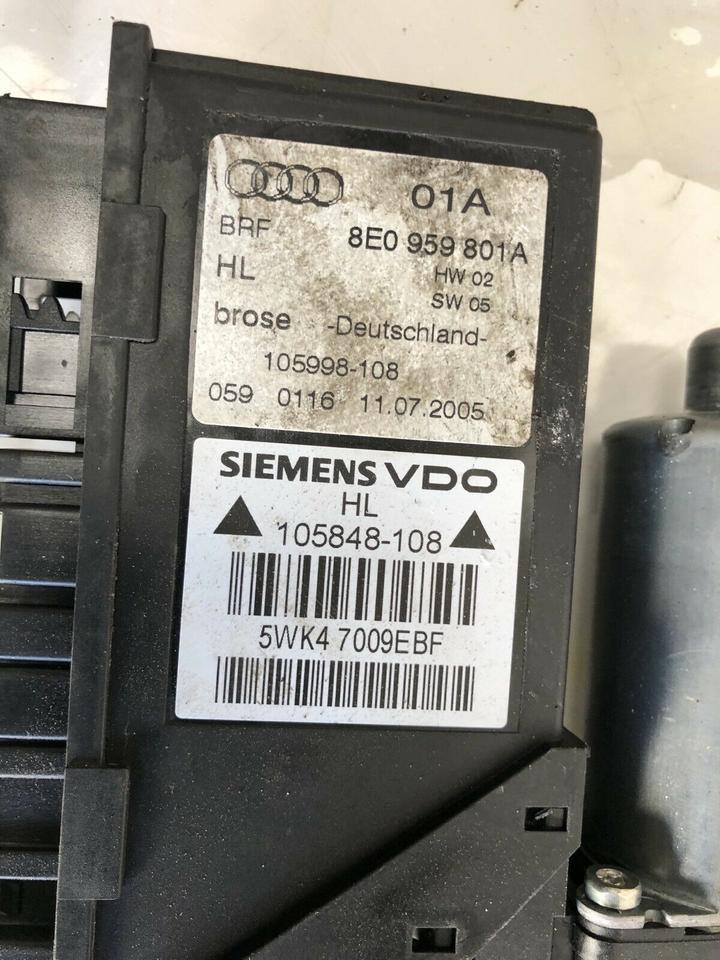 01A
BRF 8E0 959 801A
HL HW 02
SW 05
brose -Deutschland-
105998-108
059 0116 11.07.2005
SIEMENS VDO
HL
105848-108
5WK4 7009EBF